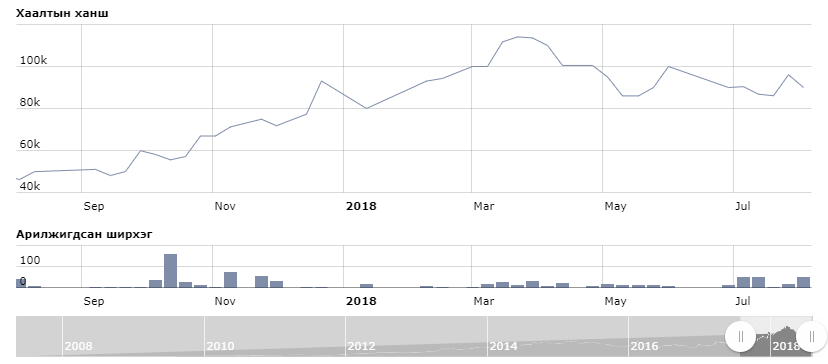 Хаалтын ханш
100k
80k
60k
40k
Sep Nov 2018 Mar May Jul
Арилжигдсан ширхэг
100
0
Sep Nov 2018 Mar May Jul
2008 2010 2012 2014 2016 2018